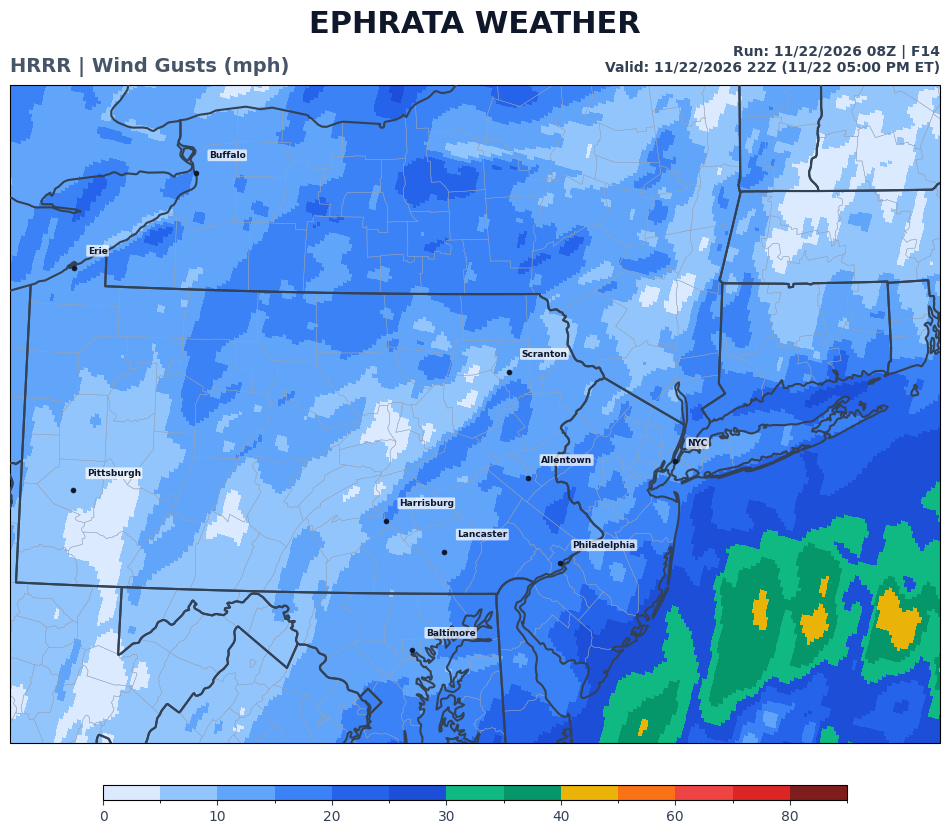 EPHRATA WEATHER
HRRR | Wind Gusts (mph)
Run: 11/22/2026 08Z | F14
Valid: 11/22/2026 22Z (11/22 05:00 PM ET)
Buffalo
Erie
Scranton
NYC
Allentown
Pittsburgh
Harrisburg
Lancaster
Philadelphia
Baltimore
0 10 20 30 40 50 60 70 80